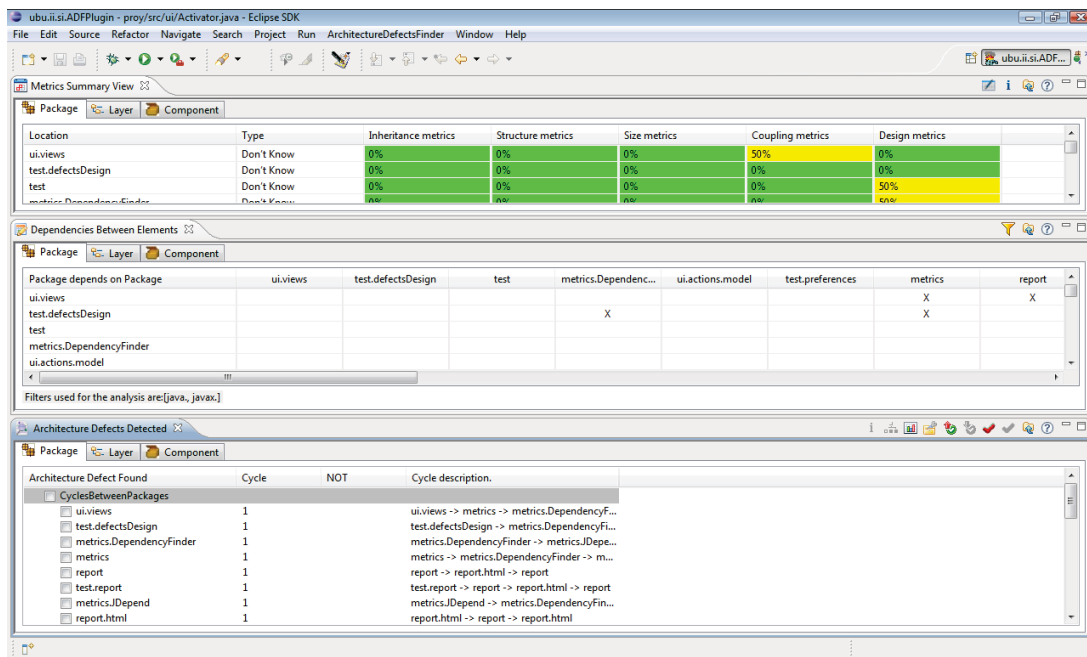 ubu.ii.si.ADFPlugin - proy/src/ui/Activator.java - Eclipse SDK
File Edit Source Refactor Navigate Search Project Run ArchitectureDefectsFinder Window Help
ubu.ii.si.ADF...
Metrics Summary View
Package Layer Component
Location Type Inheritance metrics Structure metrics Size metrics Coupling metrics Design metrics
ui.views Don't Know 0% 0% 0% 50% 0%
test.defectsDesign Don't Know 0% 0% 0% 0% 0%
test Don't Know 0% 0% 0% 0% 50%
metrics.DependencyFinder Don't Know 0% 0% 0% 0% 50%
Dependencies Between Elements
Package Layer Component
Package depends on Package ui.views test.defectsDesign test metrics.Dependenc... ui.actions.model test.preferences metrics report
ui.views X X
test.defectsDesign X X
test
metrics.DependencyFinder
ui.actions.model
Filters used for the analysis are:[java., javax.]
Architecture Defects Detected
Package Layer Component
Architecture Defect Found Cycle NOT Cycle description.
CyclesBetweenPackages
ui.views 1 ui.views -> metrics -> metrics.DependencyF...
test.defectsDesign 1 test.defectsDesign -> metrics.DependencyFi...
metrics.DependencyFinder 1 metrics.DependencyFinder -> metrics.JDepe...
metrics 1 metrics -> metrics.DependencyFinder -> m...
report 1 report -> report.html -> report
test.report 1 test.report -> report -> report.html -> report
metrics.JDepend 1 metrics.JDepend -> metrics.DependencyFin...
report.html 1 report.html -> report -> report.html